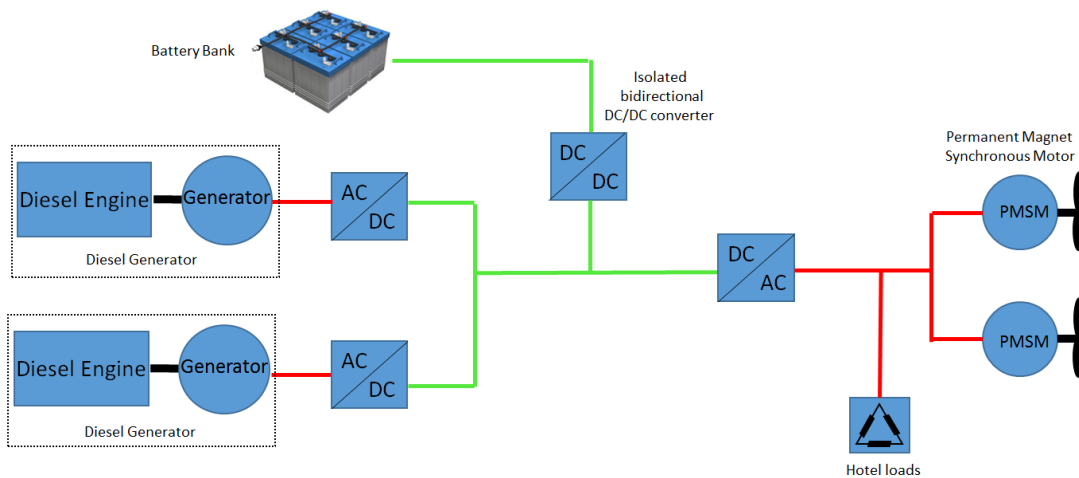 Battery Bank
Isolated
bidirectional
DC/DC converter
DC
DC
Permanent Magnet
Synchronous Motor
Diesel Engine
Generator
AC
DC
PMSM
Diesel Generator
DC
AC
Diesel Engine
Generator
AC
DC
PMSM
Diesel Generator
Hotel loads